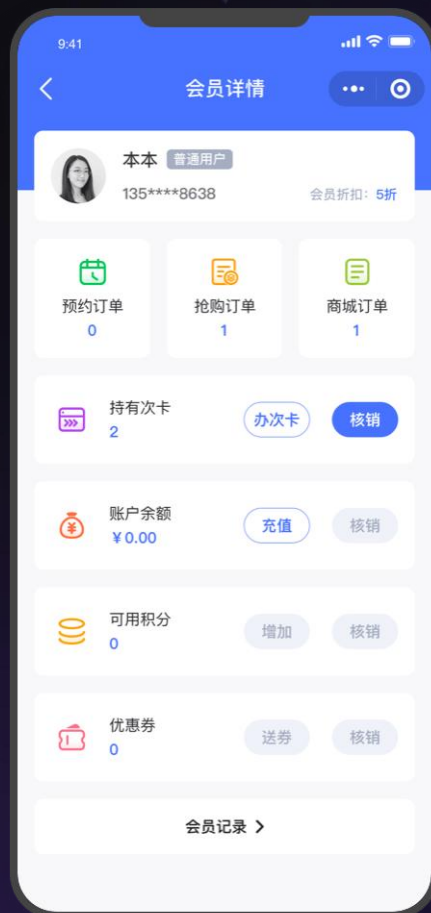 9:41
会员详情
本本 普通用户
135****8638 会员折扣：5折
预约订单 抢购订单 商城订单
0 1 1
持有次卡 办次卡 核销
2
账户余额 充值 核销
￥0.00
可用积分 增加 核销
0
优惠券 送券 核销
0
会员记录 >